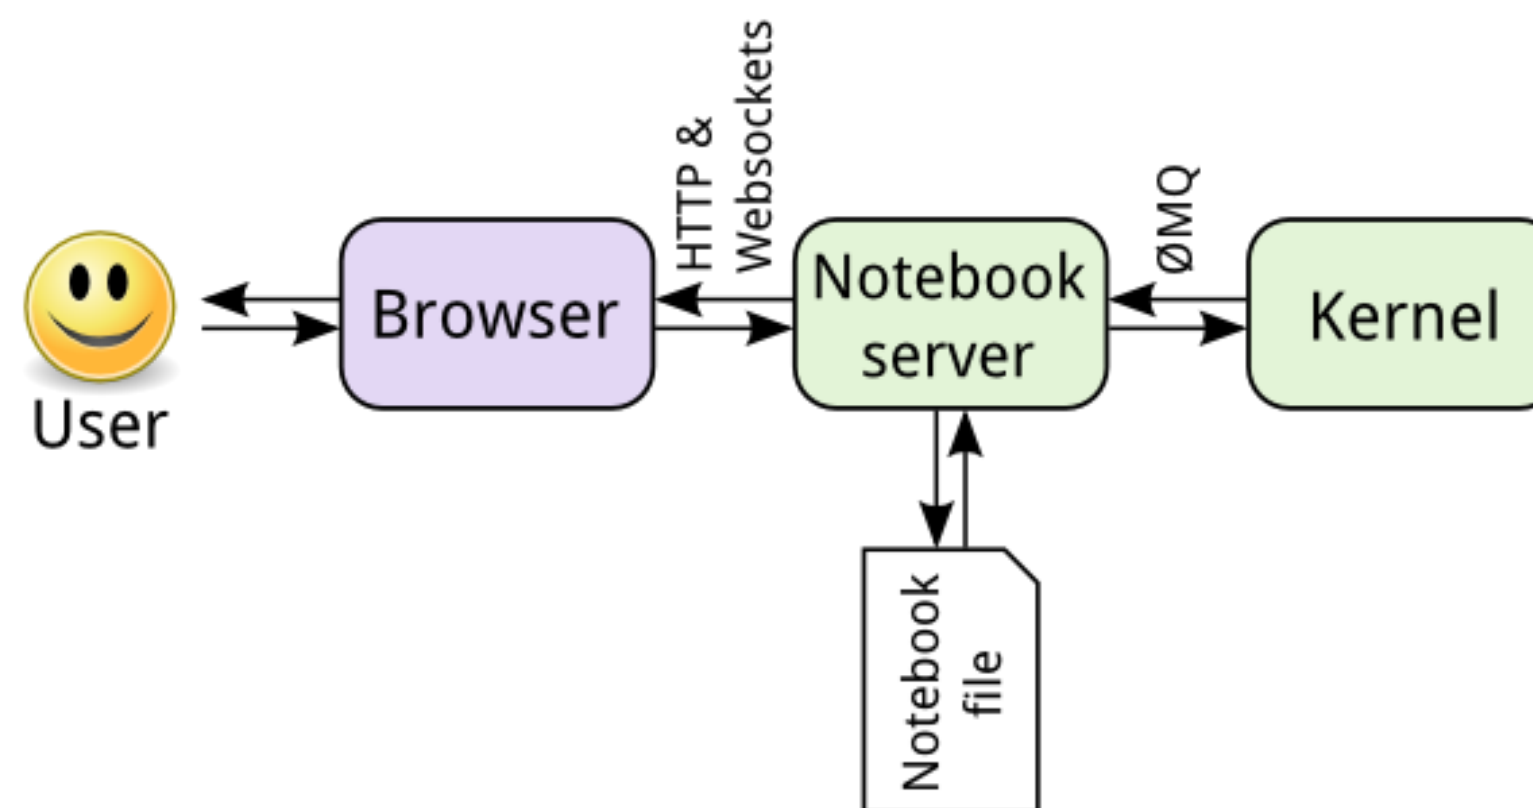 HTTP &
Websockets
ØMQ
User
Browser
Notebook
server
Kernel
Notebook
file